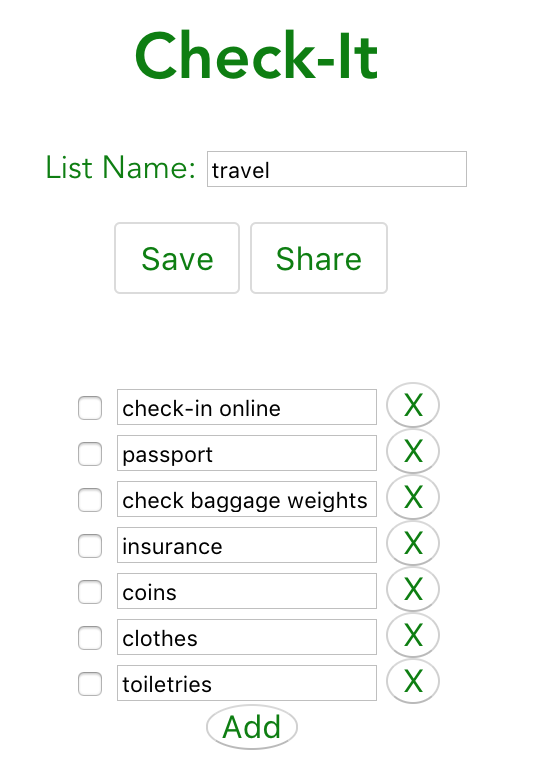 Check-It
List Name: travel
Save Share
check-in online X
passport X
check baggage weights X
insurance X
coins X
clothes X
toiletries X
Add